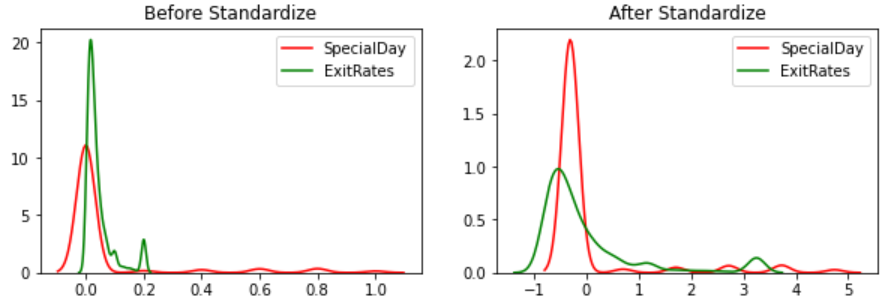 Before Standardize
SpecialDay
ExitRates
20
15
10
5
0
0.0 0.2 0.4 0.6 0.8 1.0
After Standardize
SpecialDay
ExitRates
2.0
1.5
1.0
0.5
0.0
−1 0 1 2 3 4 5